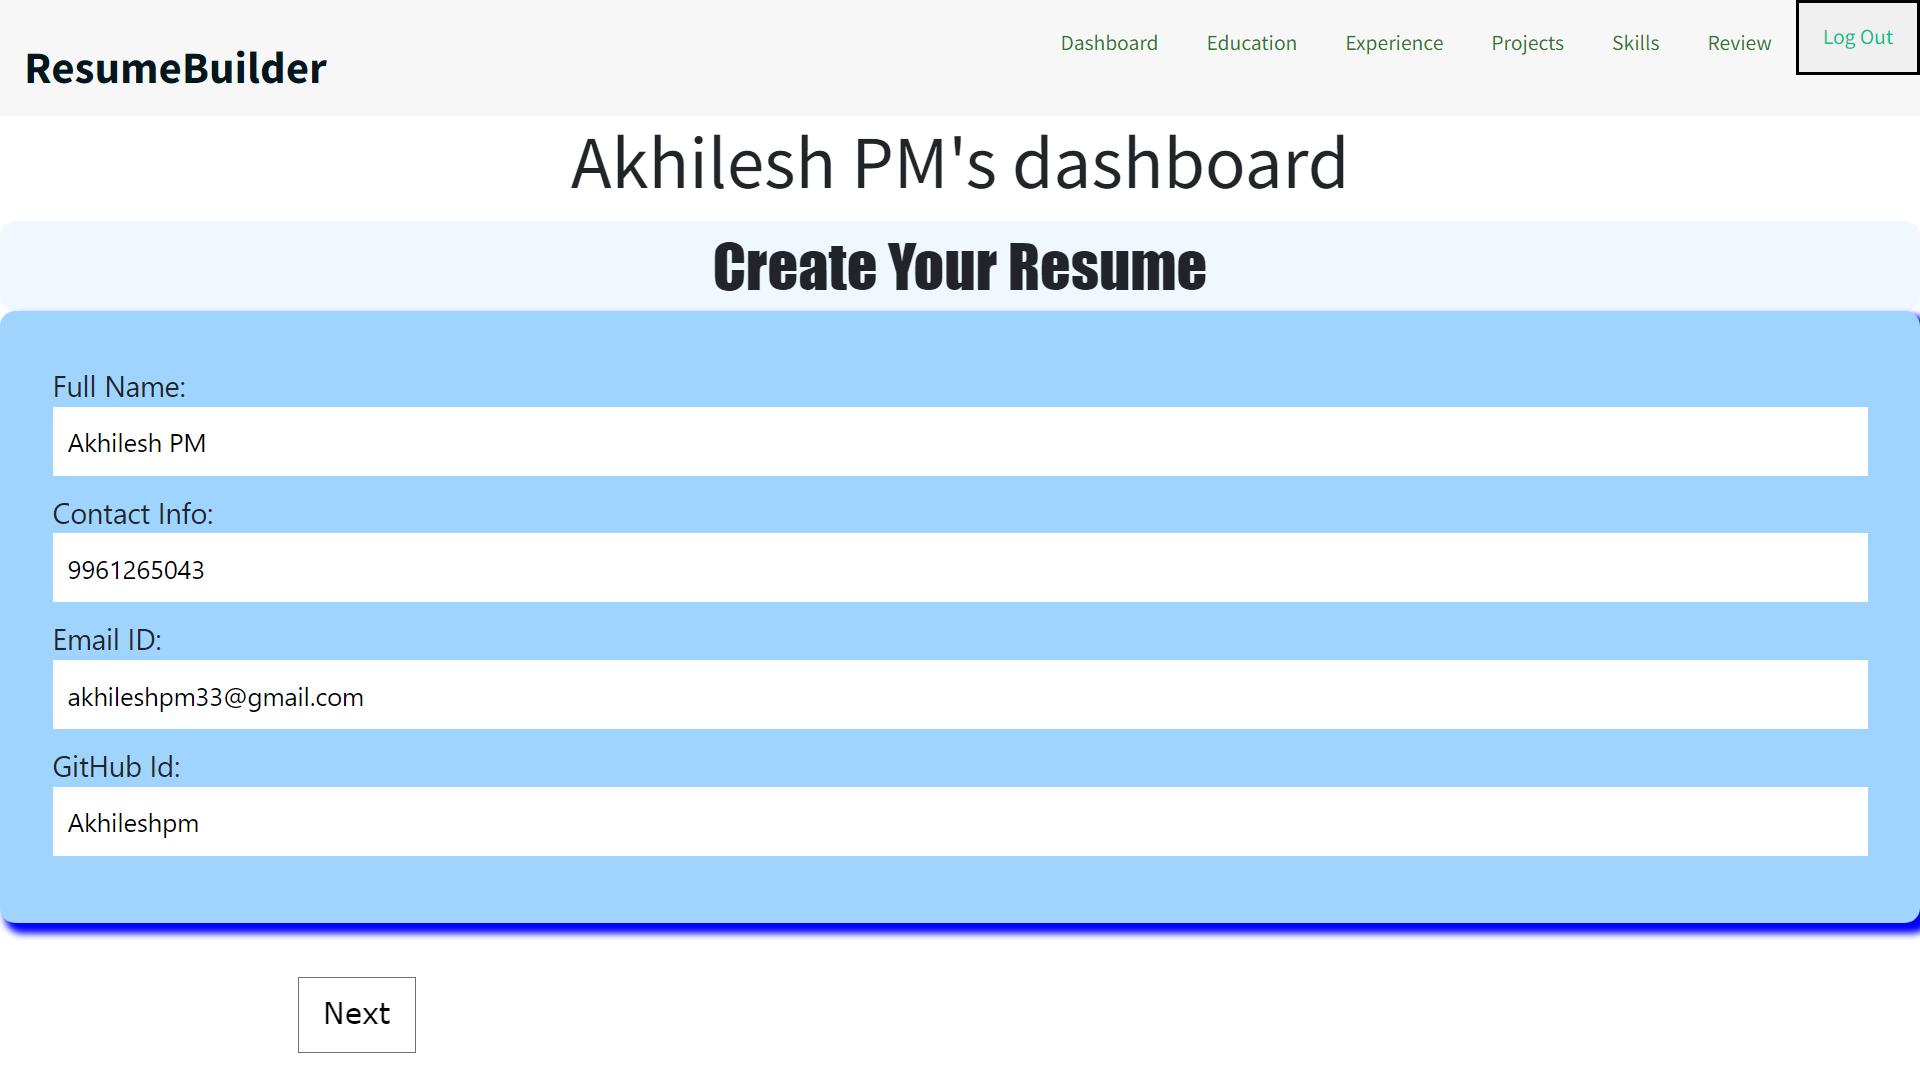 ResumeBuilder
Dashboard Education Experience Projects Skills Review Log Out
Akhilesh PM's dashboard
Create Your Resume
Full Name:
Akhilesh PM
Contact Info:
9961265043
Email ID:
akhileshpm33@gmail.com
GitHub Id:
Akhileshpm
Next